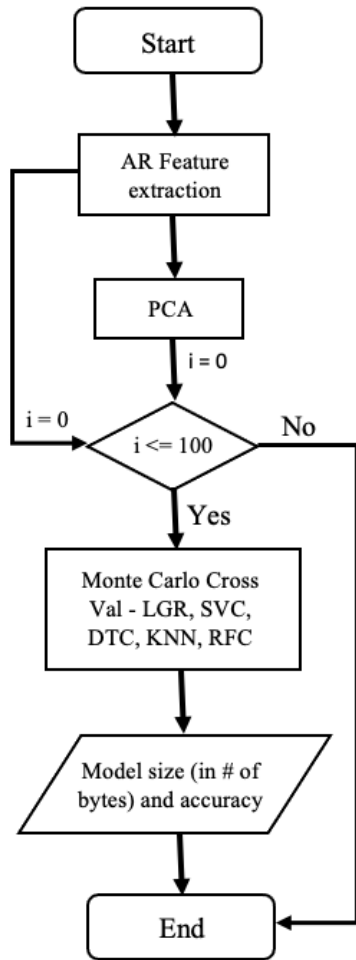 Start
AR Feature
extraction
PCA
i = 0
i = 0
i <= 100
No
Yes
Monte Carlo Cross
Val - LGR, SVC,
DTC, KNN, RFC
Model size (in # of
bytes) and accuracy
End